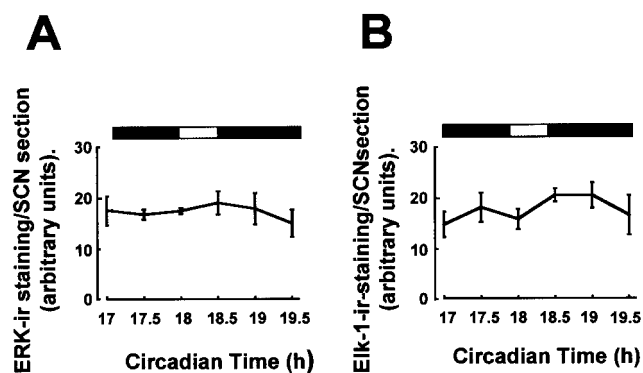 A
ERK-ir staining/SCN section
(arbitrary units).
30
20
10
0
17 17.5 18 18.5 19 19.5
Circadian Time (h)
B
Elk-1-ir-staining/SCNsection
(arbitrary units).
30
20
10
0
17 17.5 18 18.5 19 19.5
Circadian Time (h)